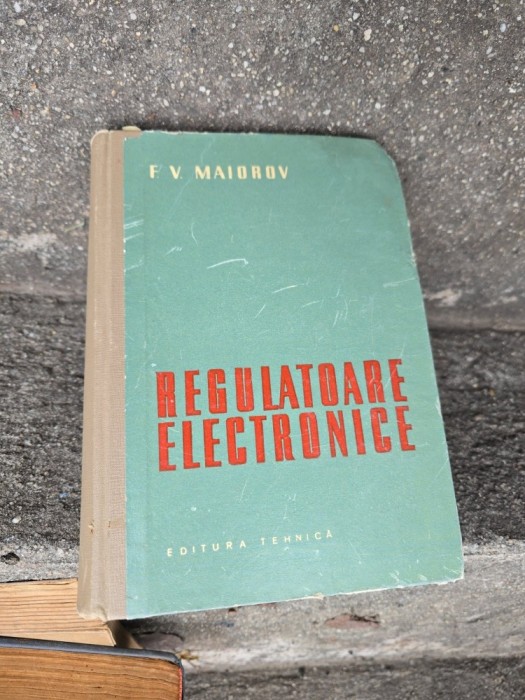 F. V. MAIOROV
REGULATOARE
ELECTRONICE
EDITURA TEHNICĂ